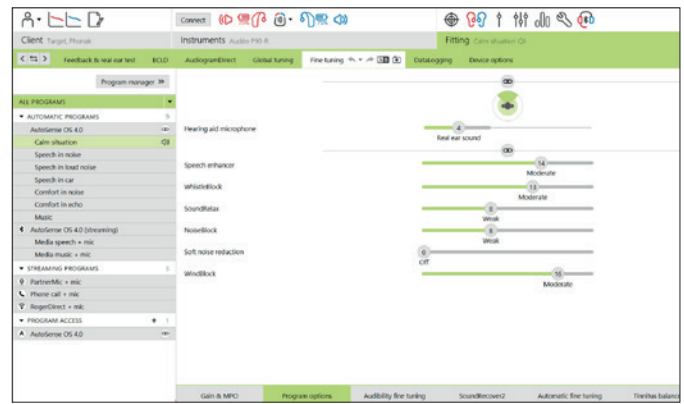 Connect
Client Target, Phonak
Instruments Audéo P90-R
Fitting Calm situation
Feedback & real ear test
ECLD
AudiogramDirect
Global tuning
Fine tuning
DataLogging
Device options
Program manager
ALL PROGRAMS
AUTOMATIC PROGRAMS
AutoSense OS 4.0
Calm situation
Speech in noise
Speech in loud noise
Speech in car
Comfort in noise
Comfort in echo
Music
AutoSense OS 4.0 (streaming)
Media speech + mic
Media music + mic
STREAMING PROGRAMS
PartnerMic + mic
Phone call + mic
RogerDirect + mic
PROGRAM ACCESS
1
A AutoSense OS 4.0
Hearing aid microphone
4
Real ear sound
Speech enhancer
14
Moderate
WhistleBlock
13
Moderate
SoundRelax
8
Weak
NoiseBlock
8
Weak
Soft noise reduction
0
Off
WindBlock
16
Moderate
Gain & MPO
Program options
Audibility fine tuning
SoundRecover2
Automatic fine tuning
Tinnitus balance